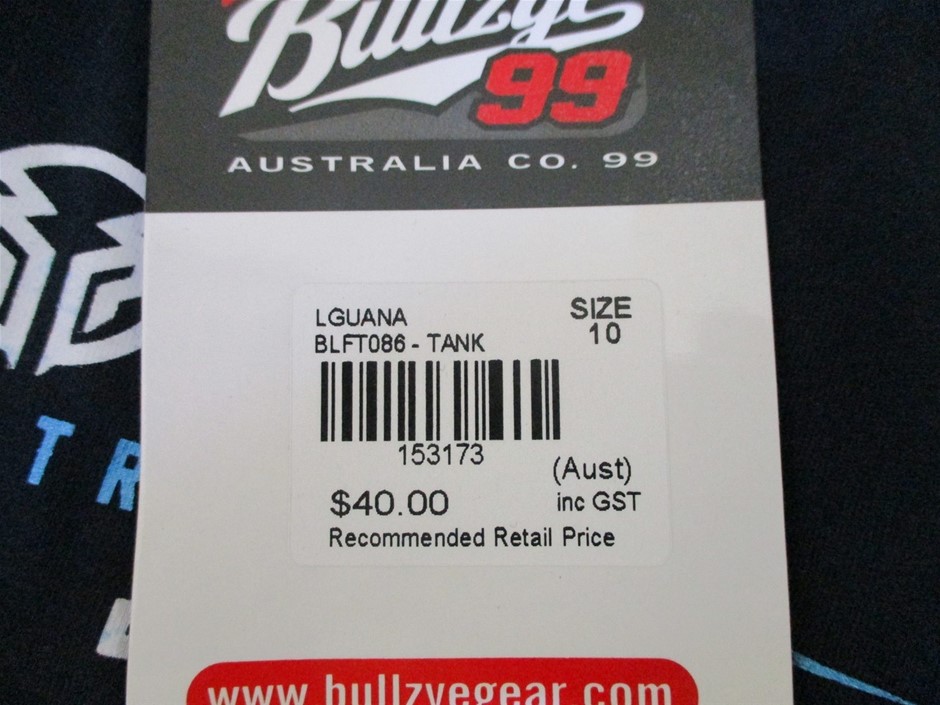 Bullzye
99
AUSTRALIA CO. 99
LGUANA
SIZE
BLFT086 - TANK
10
153173
(Aust)
$40.00
inc GST
Recommended Retail Price
www.bullzyegear.com
T R